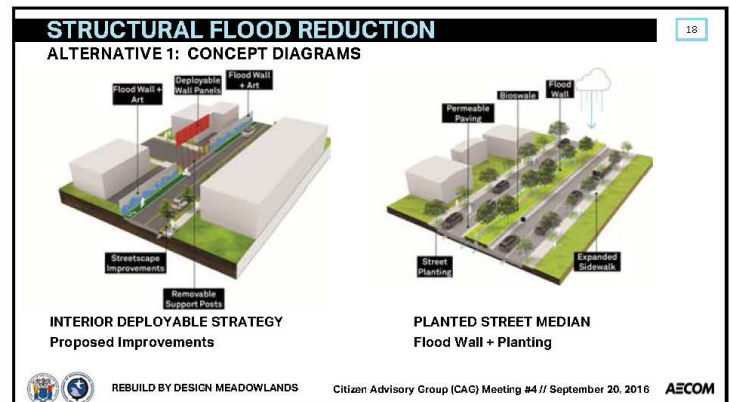 STRUCTURAL FLOOD REDUCTION
18
ALTERNATIVE 1: CONCEPT DIAGRAMS
Flood Wall +
Art
Deployable
Wall Panels
Flood Wall
+ Art
Streetscape
Improvements
Removable
Support Posts
Permeable
Paving
Bioswale
Flood
Wall
Street
Planting
Expanded
Sidewalk
INTERIOR DEPLOYABLE STRATEGY
Proposed Improvements
PLANTED STREET MEDIAN
Flood Wall + Planting
REBUILD BY DESIGN MEADOWLANDS
Citizen Advisory Group (CAG) Meeting #4 // September 20, 2016
AECOM